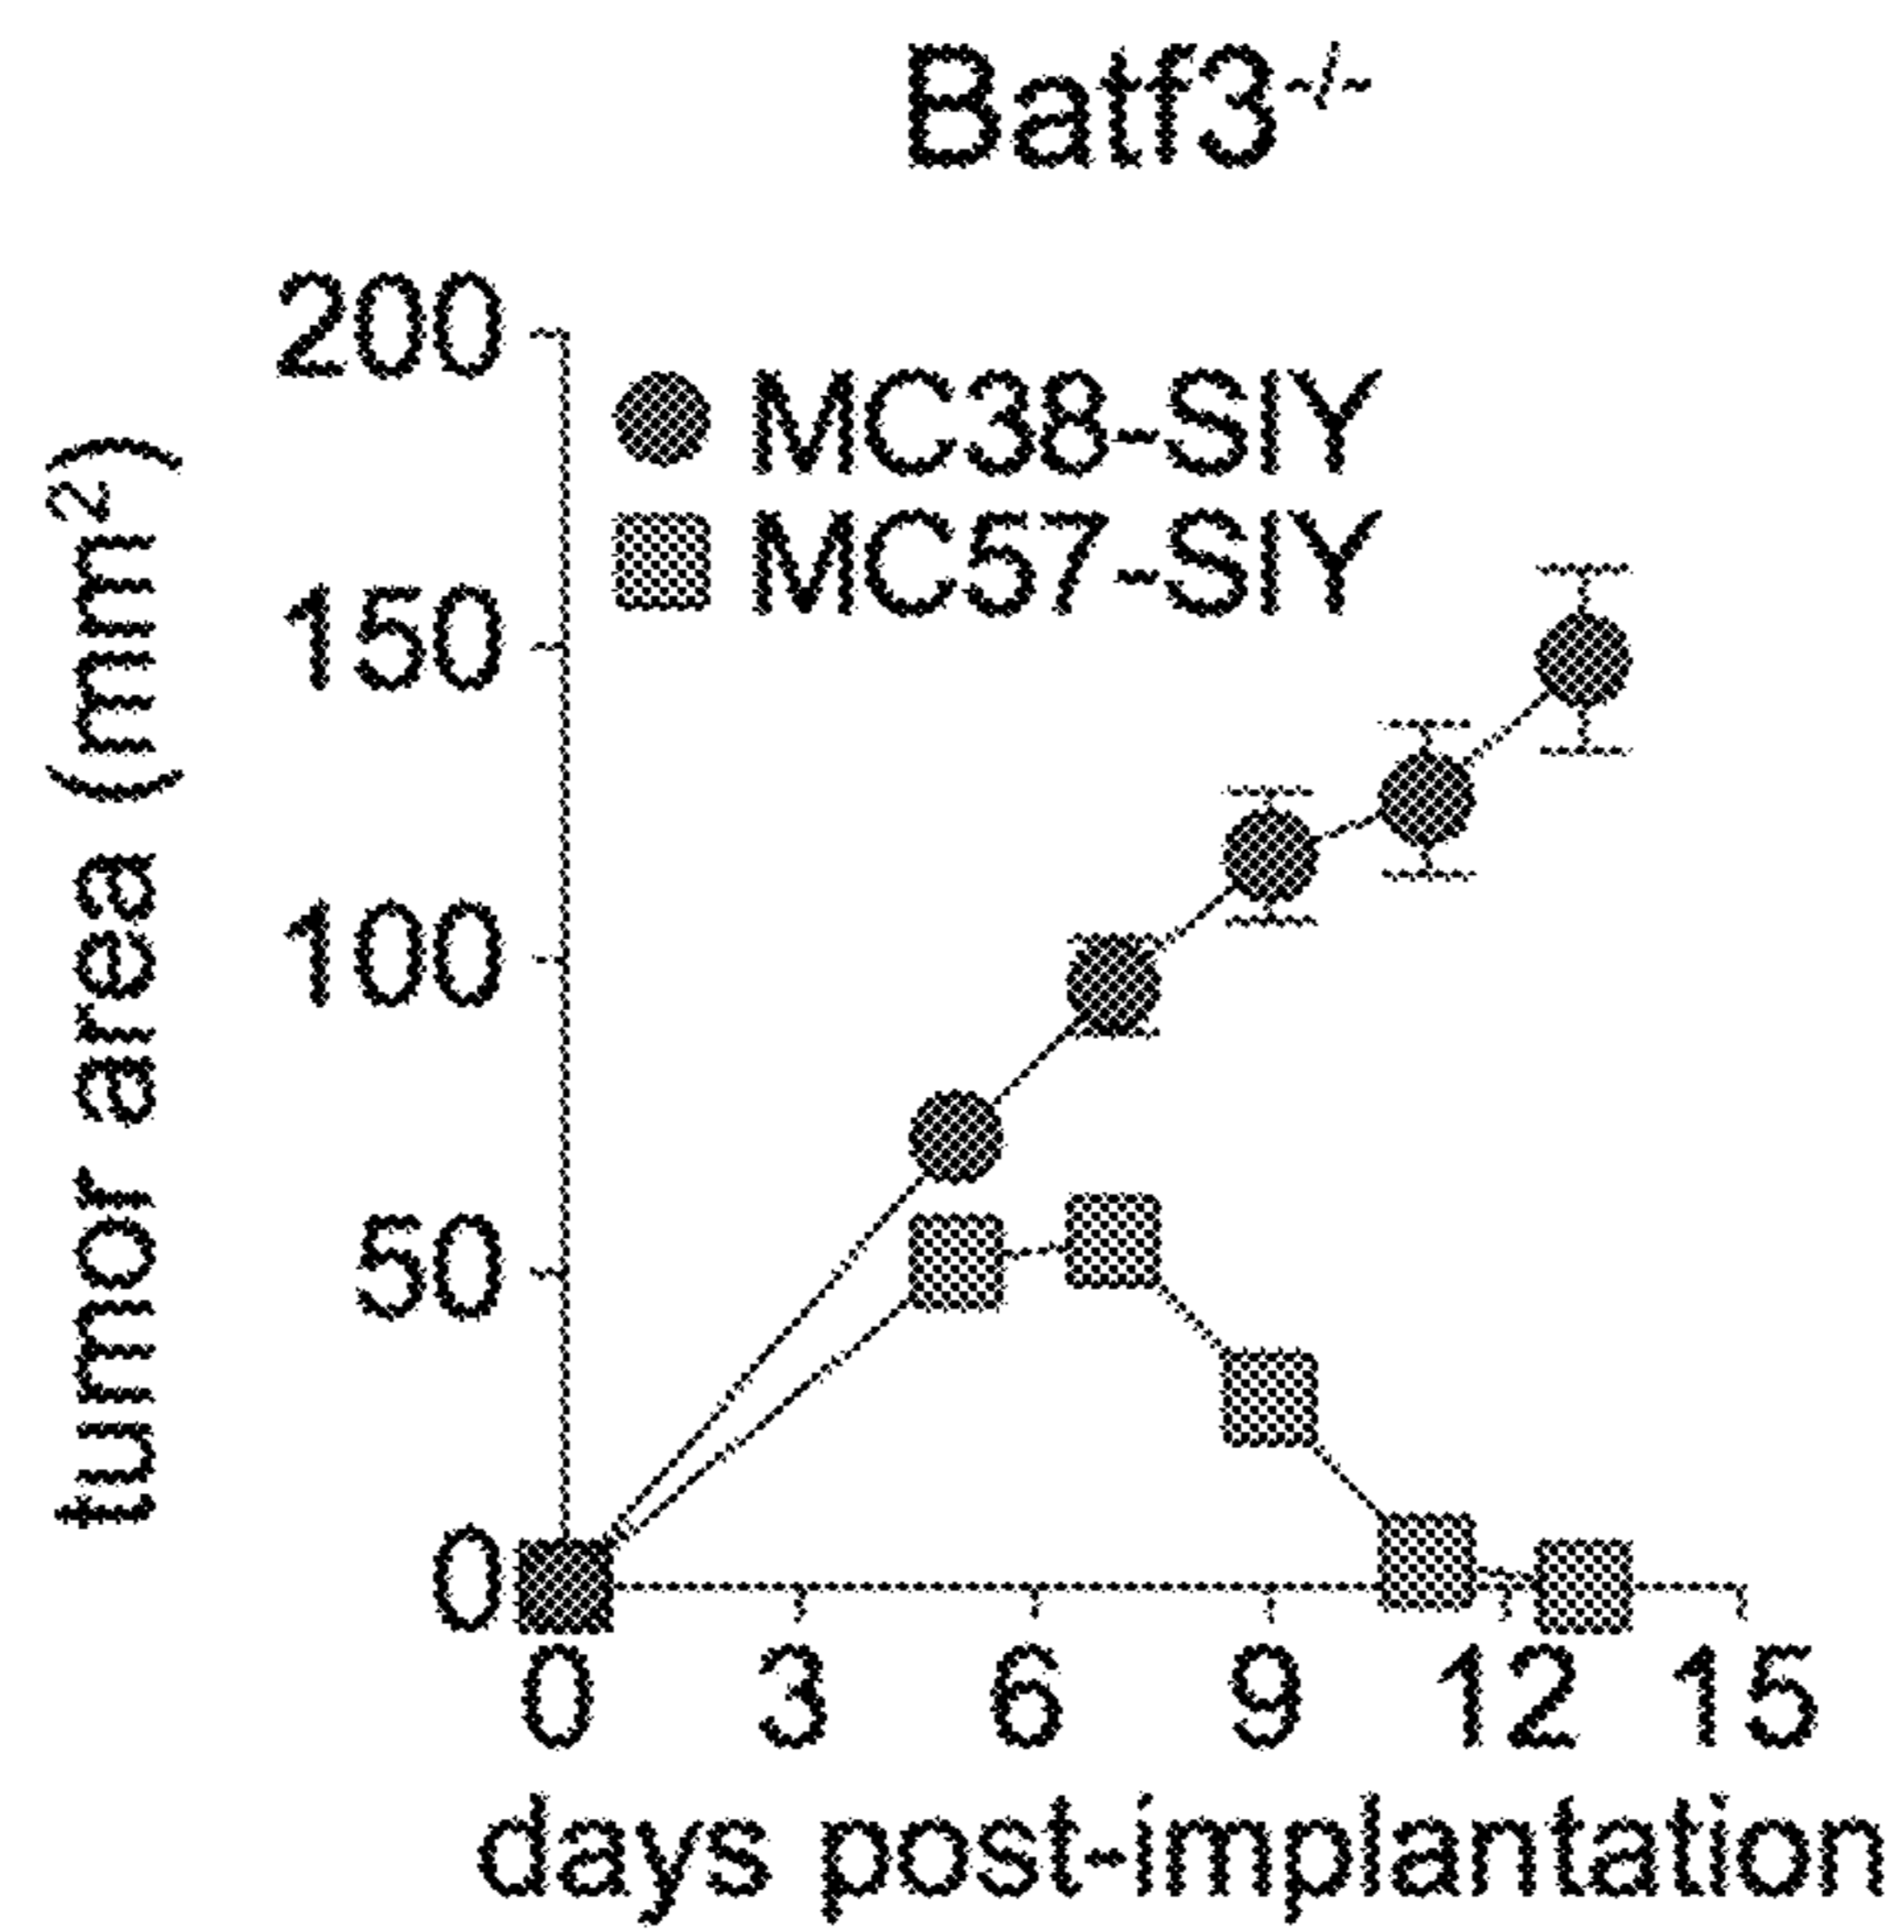 Batf3-/-
200
150
100
50
0
tumor area (mm²)
MC38-SIY
MC57-SIY
0 3 6 9 12 15
days post-implantation